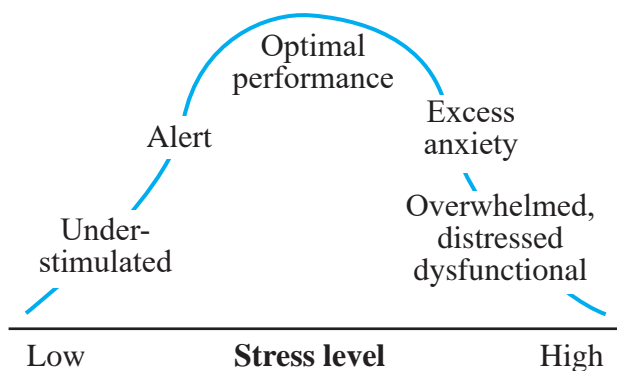 Optimal
performance
Alert
Excess
anxiety
Under-
stimulated
Overwhelmed,
distressed
dysfunctional
Low
Stress level
High